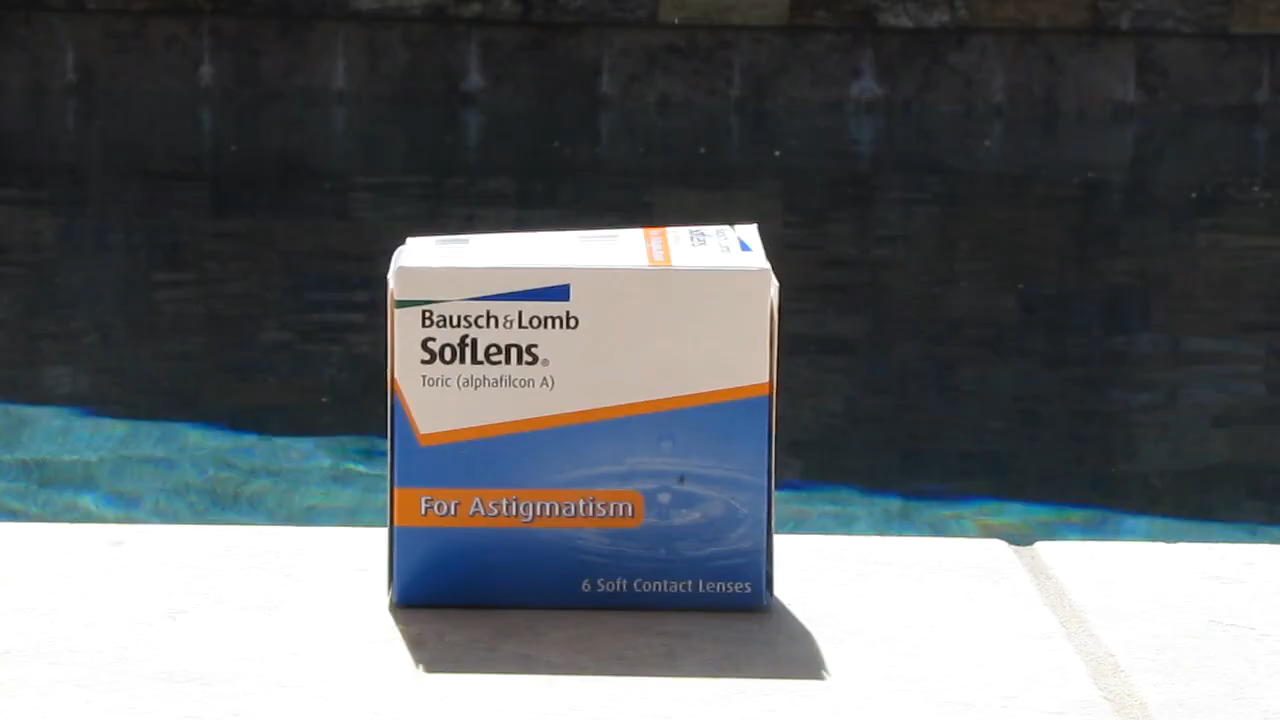 Bausch & Lomb
SofLens®
Toric (alphafilcon A)
For Astigmatism
6 Soft Contact Lenses